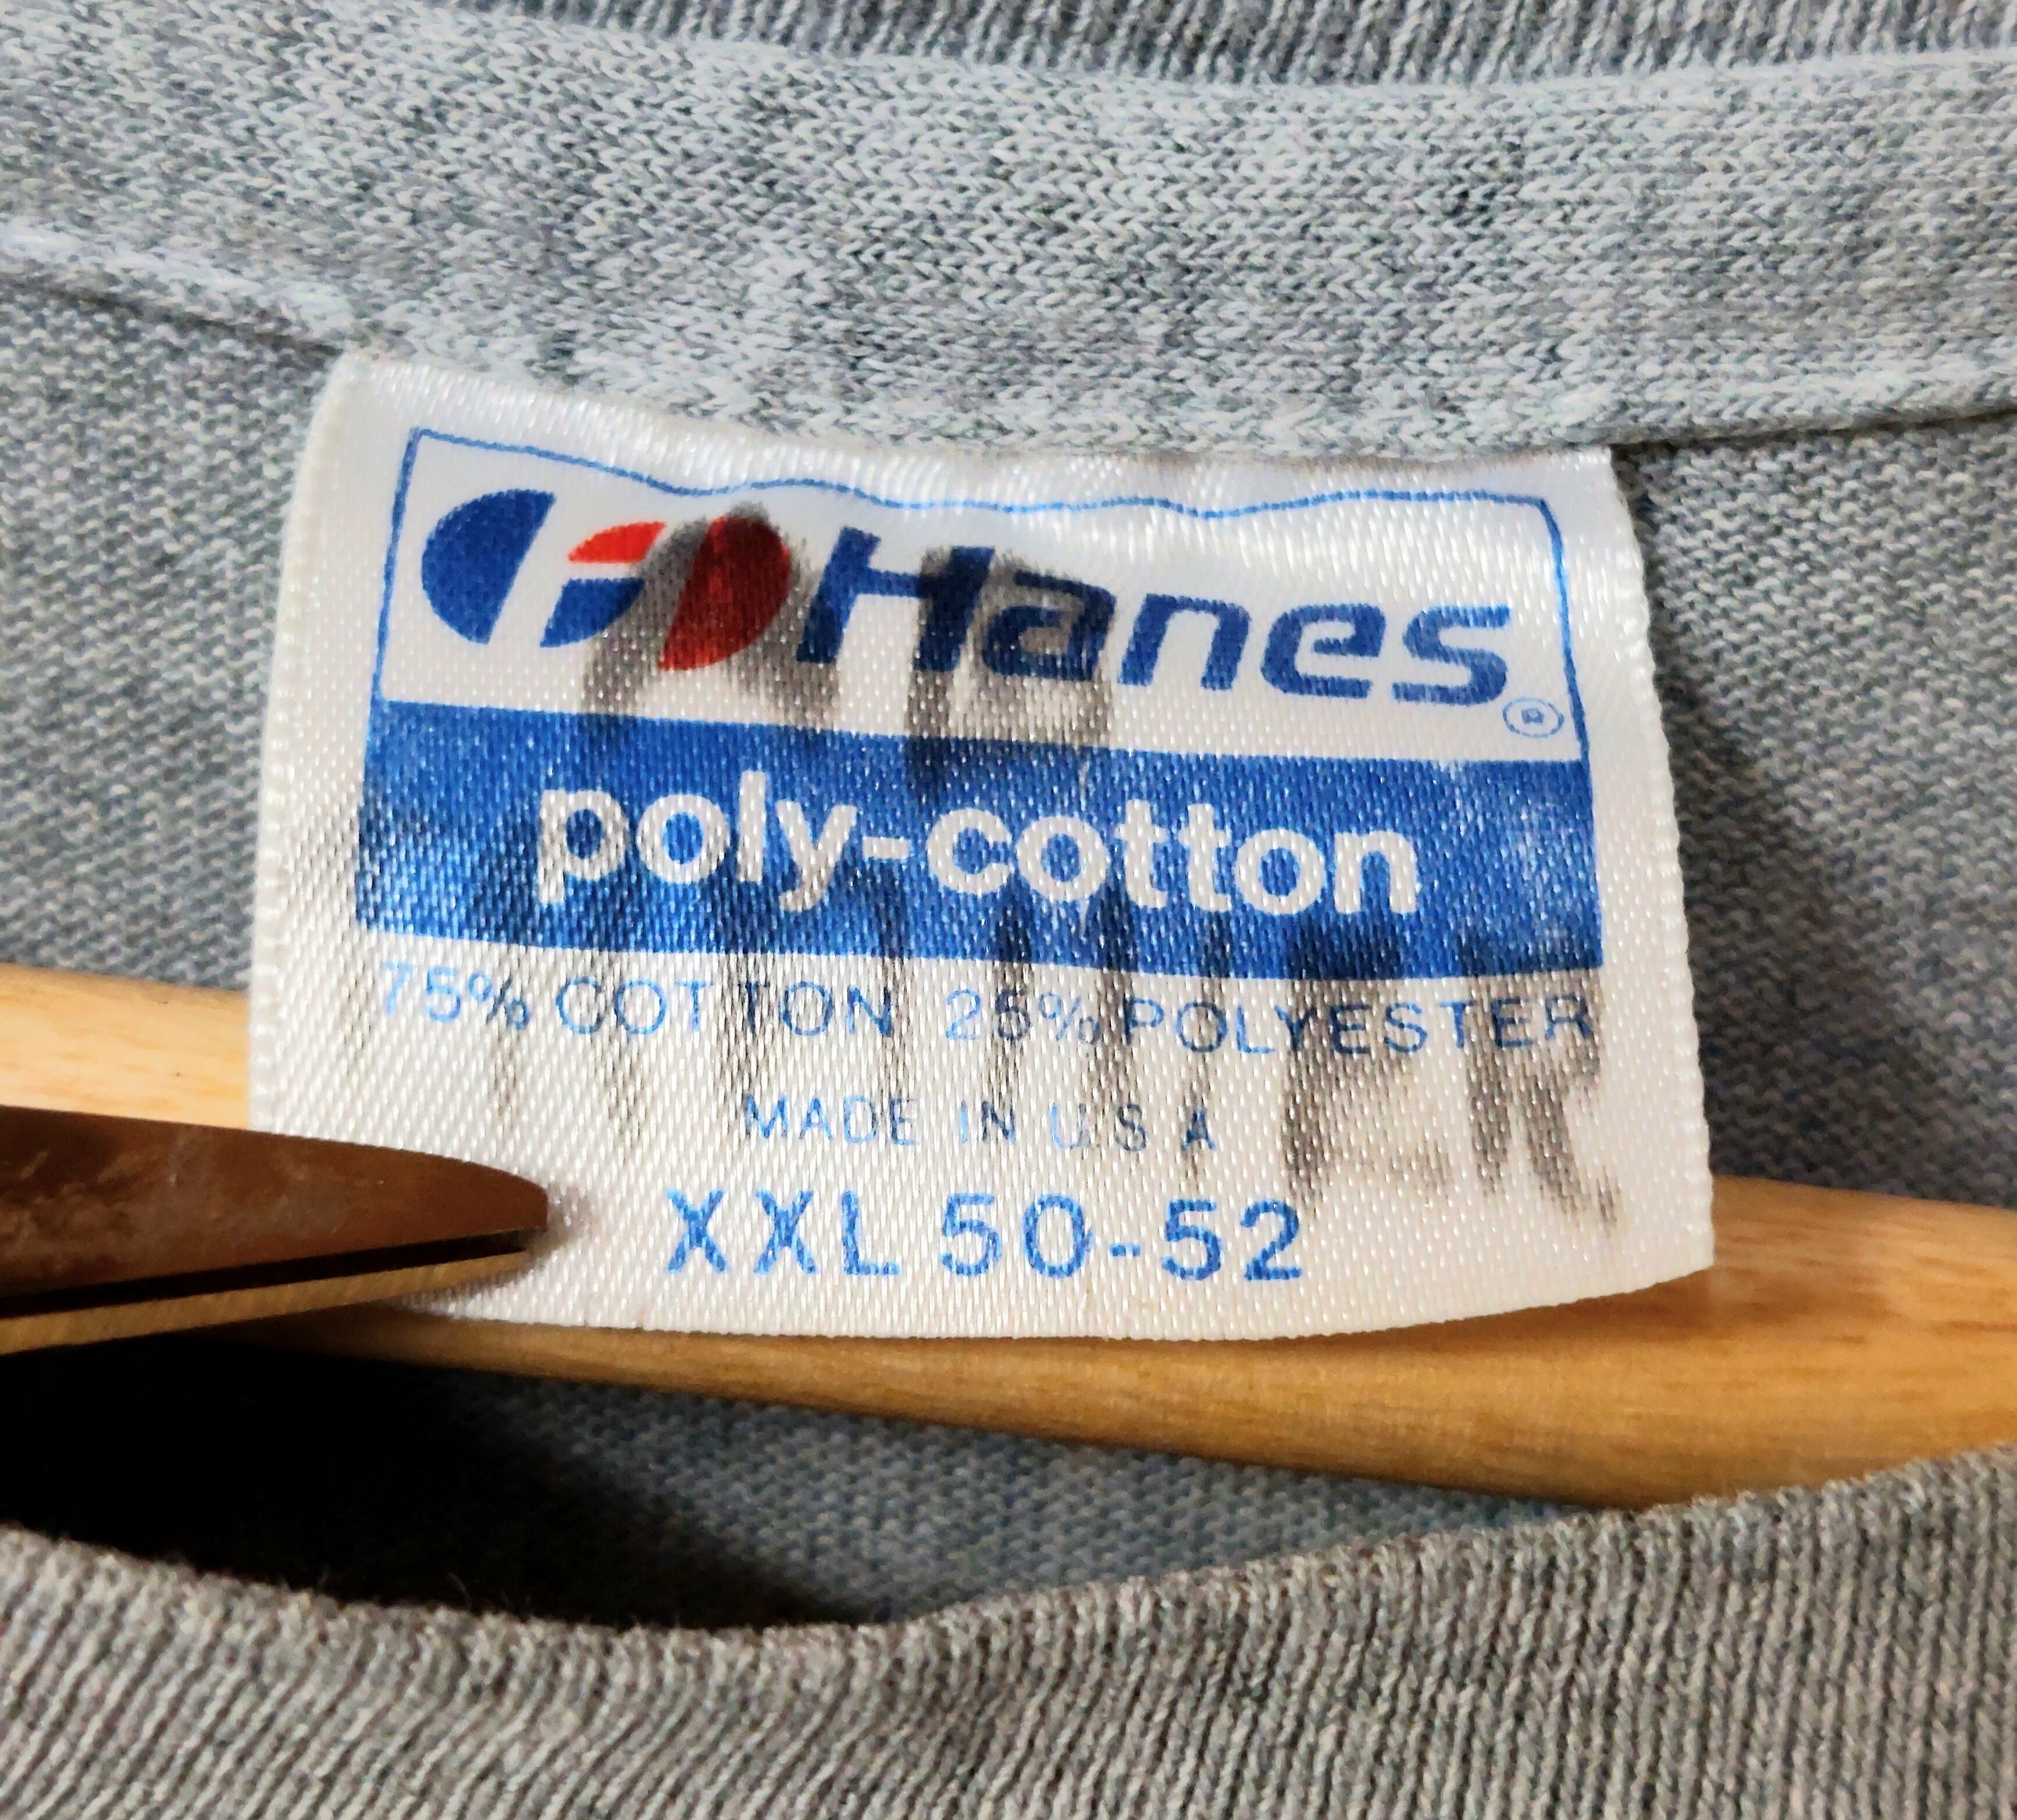 Hanes®
poly-cotton
75% COTTON 25% POLYESTER
MADE IN U S A
XXL 50-52